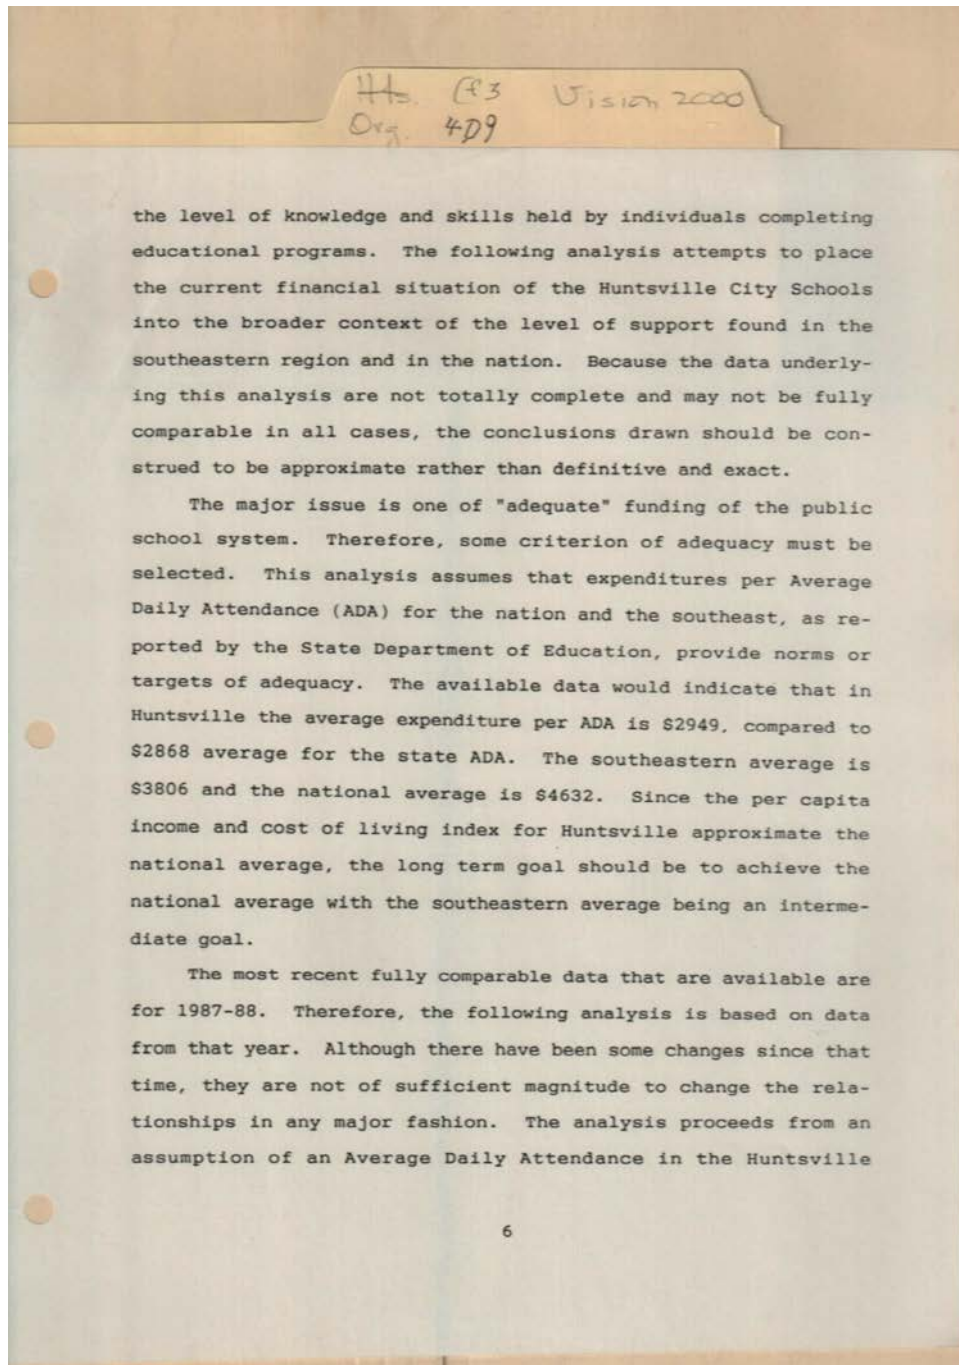 Hts. Cf3 Vision 2000
Org. 4D9
the level of knowledge and skills held by individuals completing
educational programs. The following analysis attempts to place
the current financial situation of the Huntsville City Schools
into the broader context of the level of support found in the
southeastern region and in the nation. Because the data underly-
ing this analysis are not totally complete and may not be fully
comparable in all cases, the conclusions drawn should be con-
strued to be approximate rather than definitive and exact.
The major issue is one of "adequate" funding of the public
school system. Therefore, some criterion of adequacy must be
selected. This analysis assumes that expenditures per Average
Daily Attendance (ADA) for the nation and the southeast, as re-
ported by the State Department of Education, provide norms or
targets of adequacy. The available data would indicate that in
Huntsville the average expenditure per ADA is $2949, compared to
$2868 average for the state ADA. The southeastern average is
$3806 and the national average is $4632. Since the per capita
income and cost of living index for Huntsville approximate the
national average, the long term goal should be to achieve the
national average with the southeastern average being an interme-
diate goal.
The most recent fully comparable data that are available are
for 1987-88. Therefore, the following analysis is based on data
from that year. Although there have been some changes since that
time, they are not of sufficient magnitude to change the rela-
tionships in any major fashion. The analysis proceeds from an
assumption of an Average Daily Attendance in the Huntsville
6